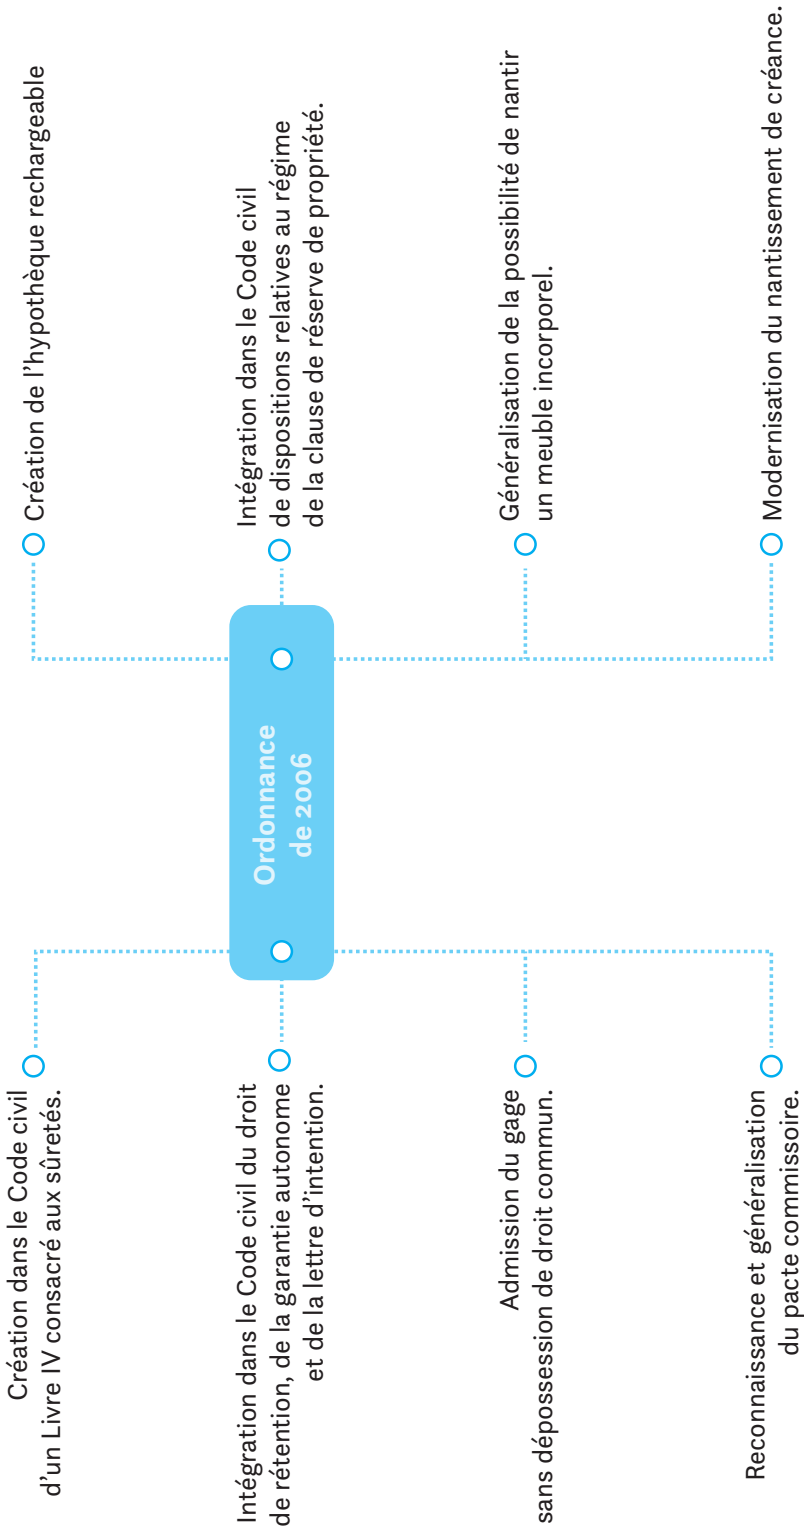 Création dans le Code civil
d’un Livre IV consacré aux sûretés.
Intégration dans le Code civil du droit
de rétention, de la garantie autonome
et de la lettre d’intention.
Admission du gage
sans dépossession de droit commun.
Reconnaissance et généralisation
du pacte commissoire.
Ordonnance
de 2006
Création de l’hypothèque rechargeable
Intégration dans le Code civil
de dispositions relatives au régime
de la clause de réserve de propriété.
Généralisation de la possibilité de nantir
un meuble incorporel.
Modernisation du nantissement de créance.